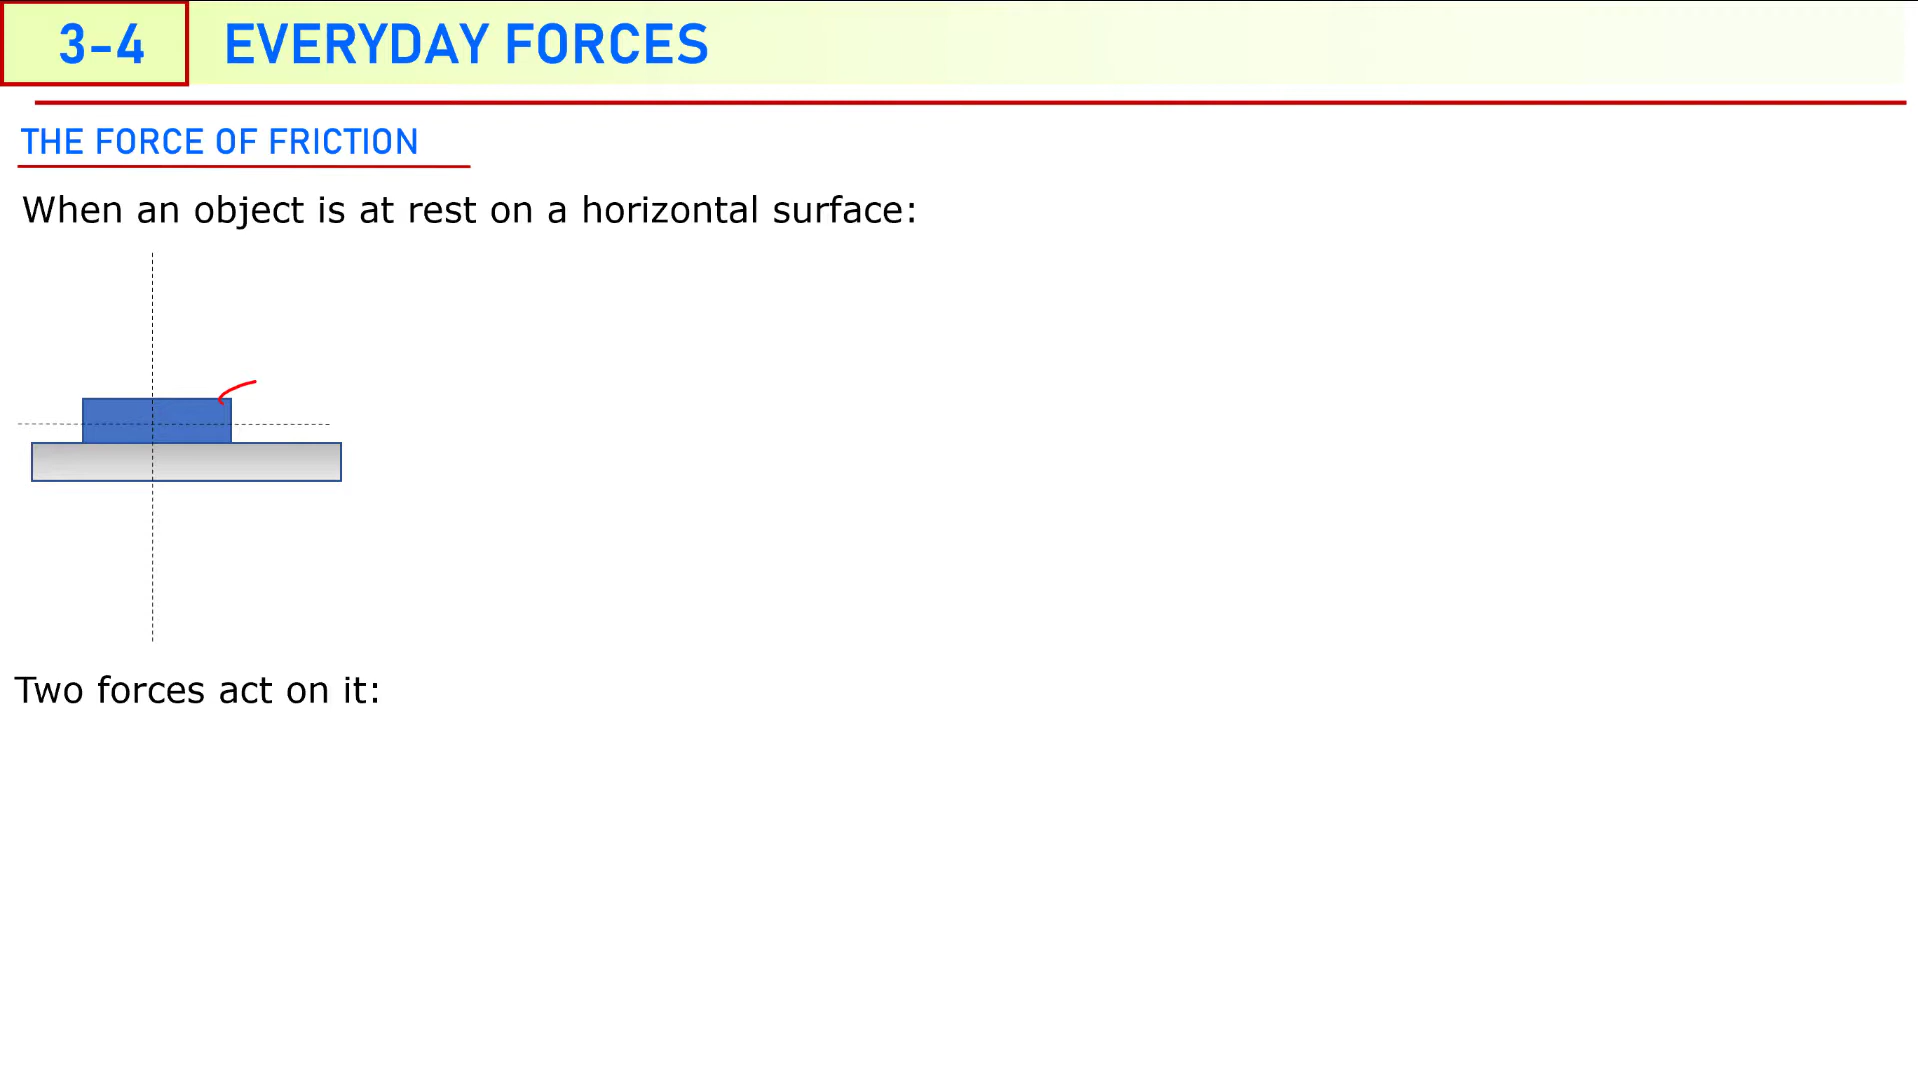 3-4 EVERYDAY FORCES
THE FORCE OF FRICTION
When an object is at rest on a horizontal surface:
Two forces act on it: